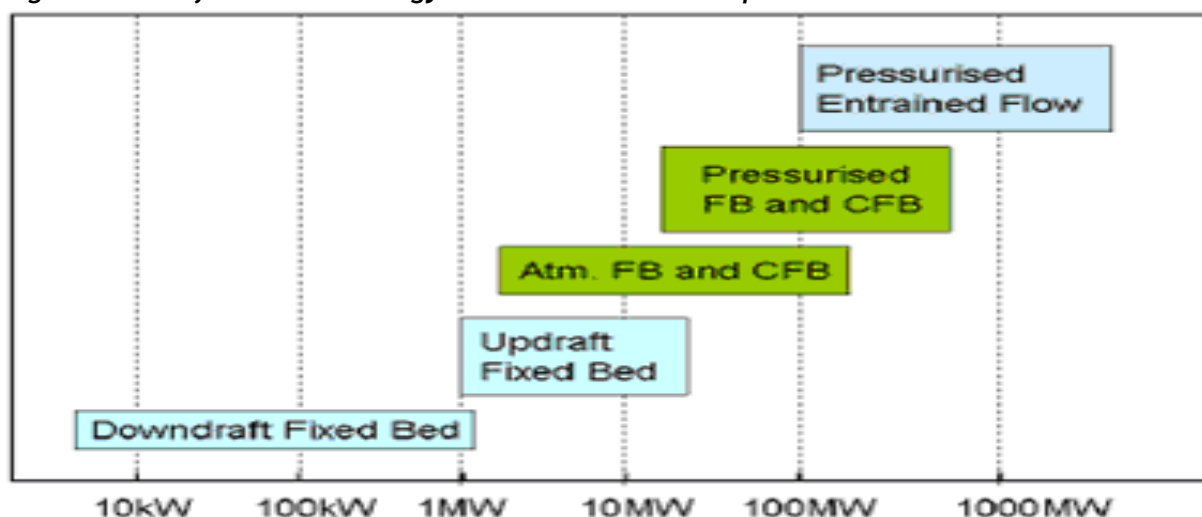 Pressurised
Entrained Flow
Pressurised
FB and CFB
Atm. FB and CFB
Updraft
Fixed Bed
Downdraft Fixed Bed
10kW 100kW 1MW 10MW 100MW 1000MW